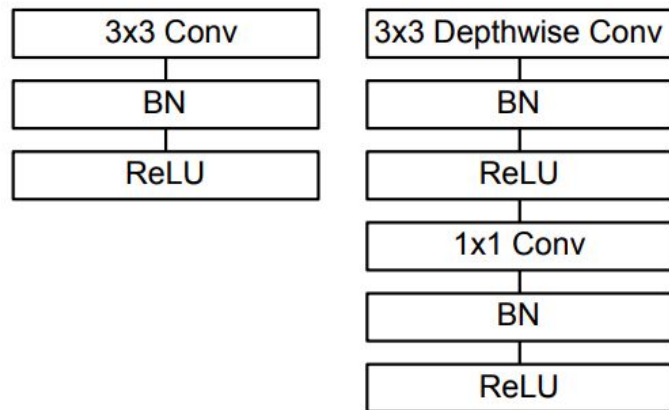 3x3 Conv
BN
ReLU
3x3 Depthwise Conv
BN
ReLU
1x1 Conv
BN
ReLU